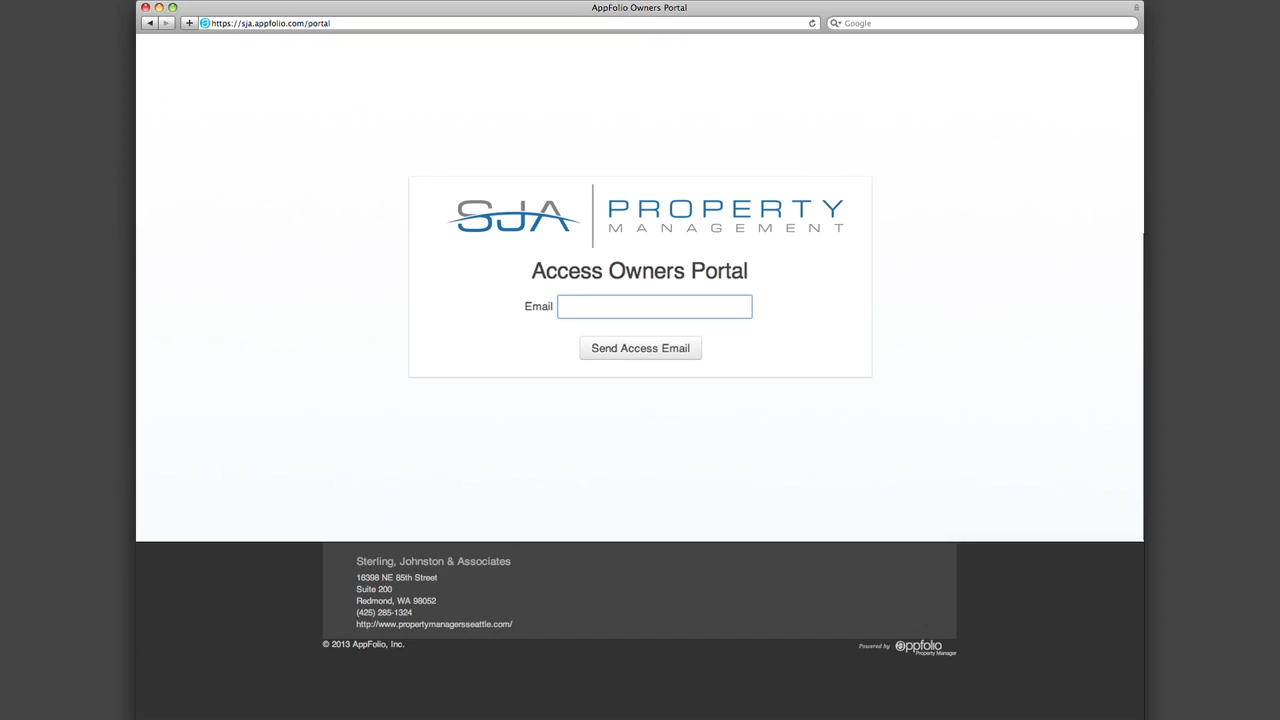 AppFolio Owners Portal
https://sja.appfolio.com/portal
Google
SJA
PROPERTY
MANAGEMENT
Access Owners Portal
Email
Send Access Email
Sterling, Johnston & Associates
16398 NE 85th Street
Suite 200
Redmond, WA 98052
(425) 285-1324
http://www.propertymanagersseattle.com/
© 2013 AppFolio, Inc.
Powered by appfolio
Property Manager